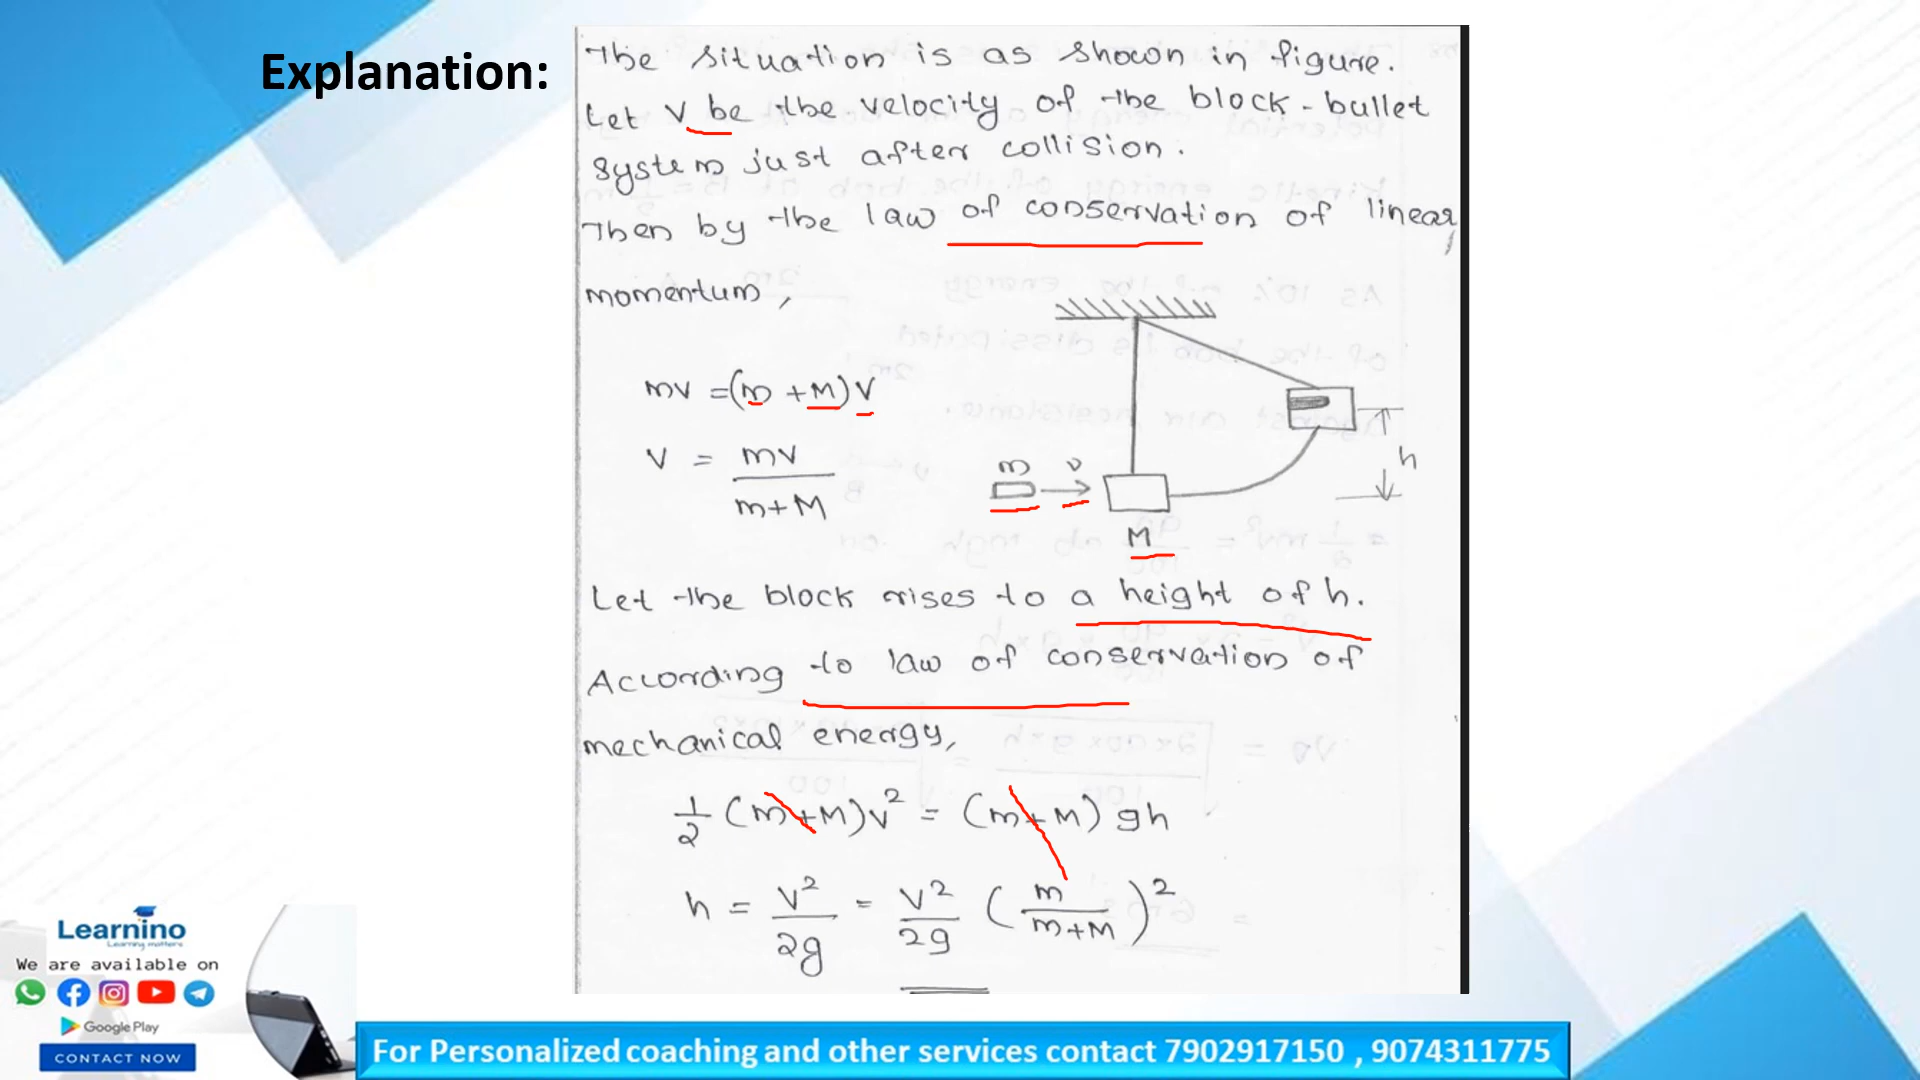 Explanation:
The situation is as shown in figure.
Let V be the velocity of the block-bullet
system just after collision.
Then by the law of conservation of linear
momentum,
mv = (m + M) V
V = mv / m+M
m v
M
h
Let the block rises to a height of h.
According to law of conservation of
mechanical energy,
1/2 (m+M)V² = (m+M) gh
h = V²/2g = v²/2g (m/m+M)²
Learnino
Learning matters
We are available on
Google Play
CONTACT NOW
For Personalized coaching and other services contact 7902917150 , 9074311775